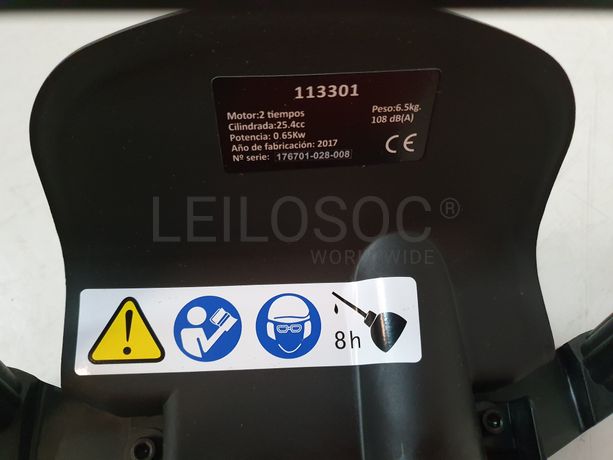 113301
Motor:2 tiempos
Cilindrada:25.4cc
Potencia: 0.65Kw
Año de fabricación: 2017
Nº serie: 176701-028-008
Peso:6.5kg.
108 dB(A)
CE
LEILOSOC®
WORLDWIDE
8h